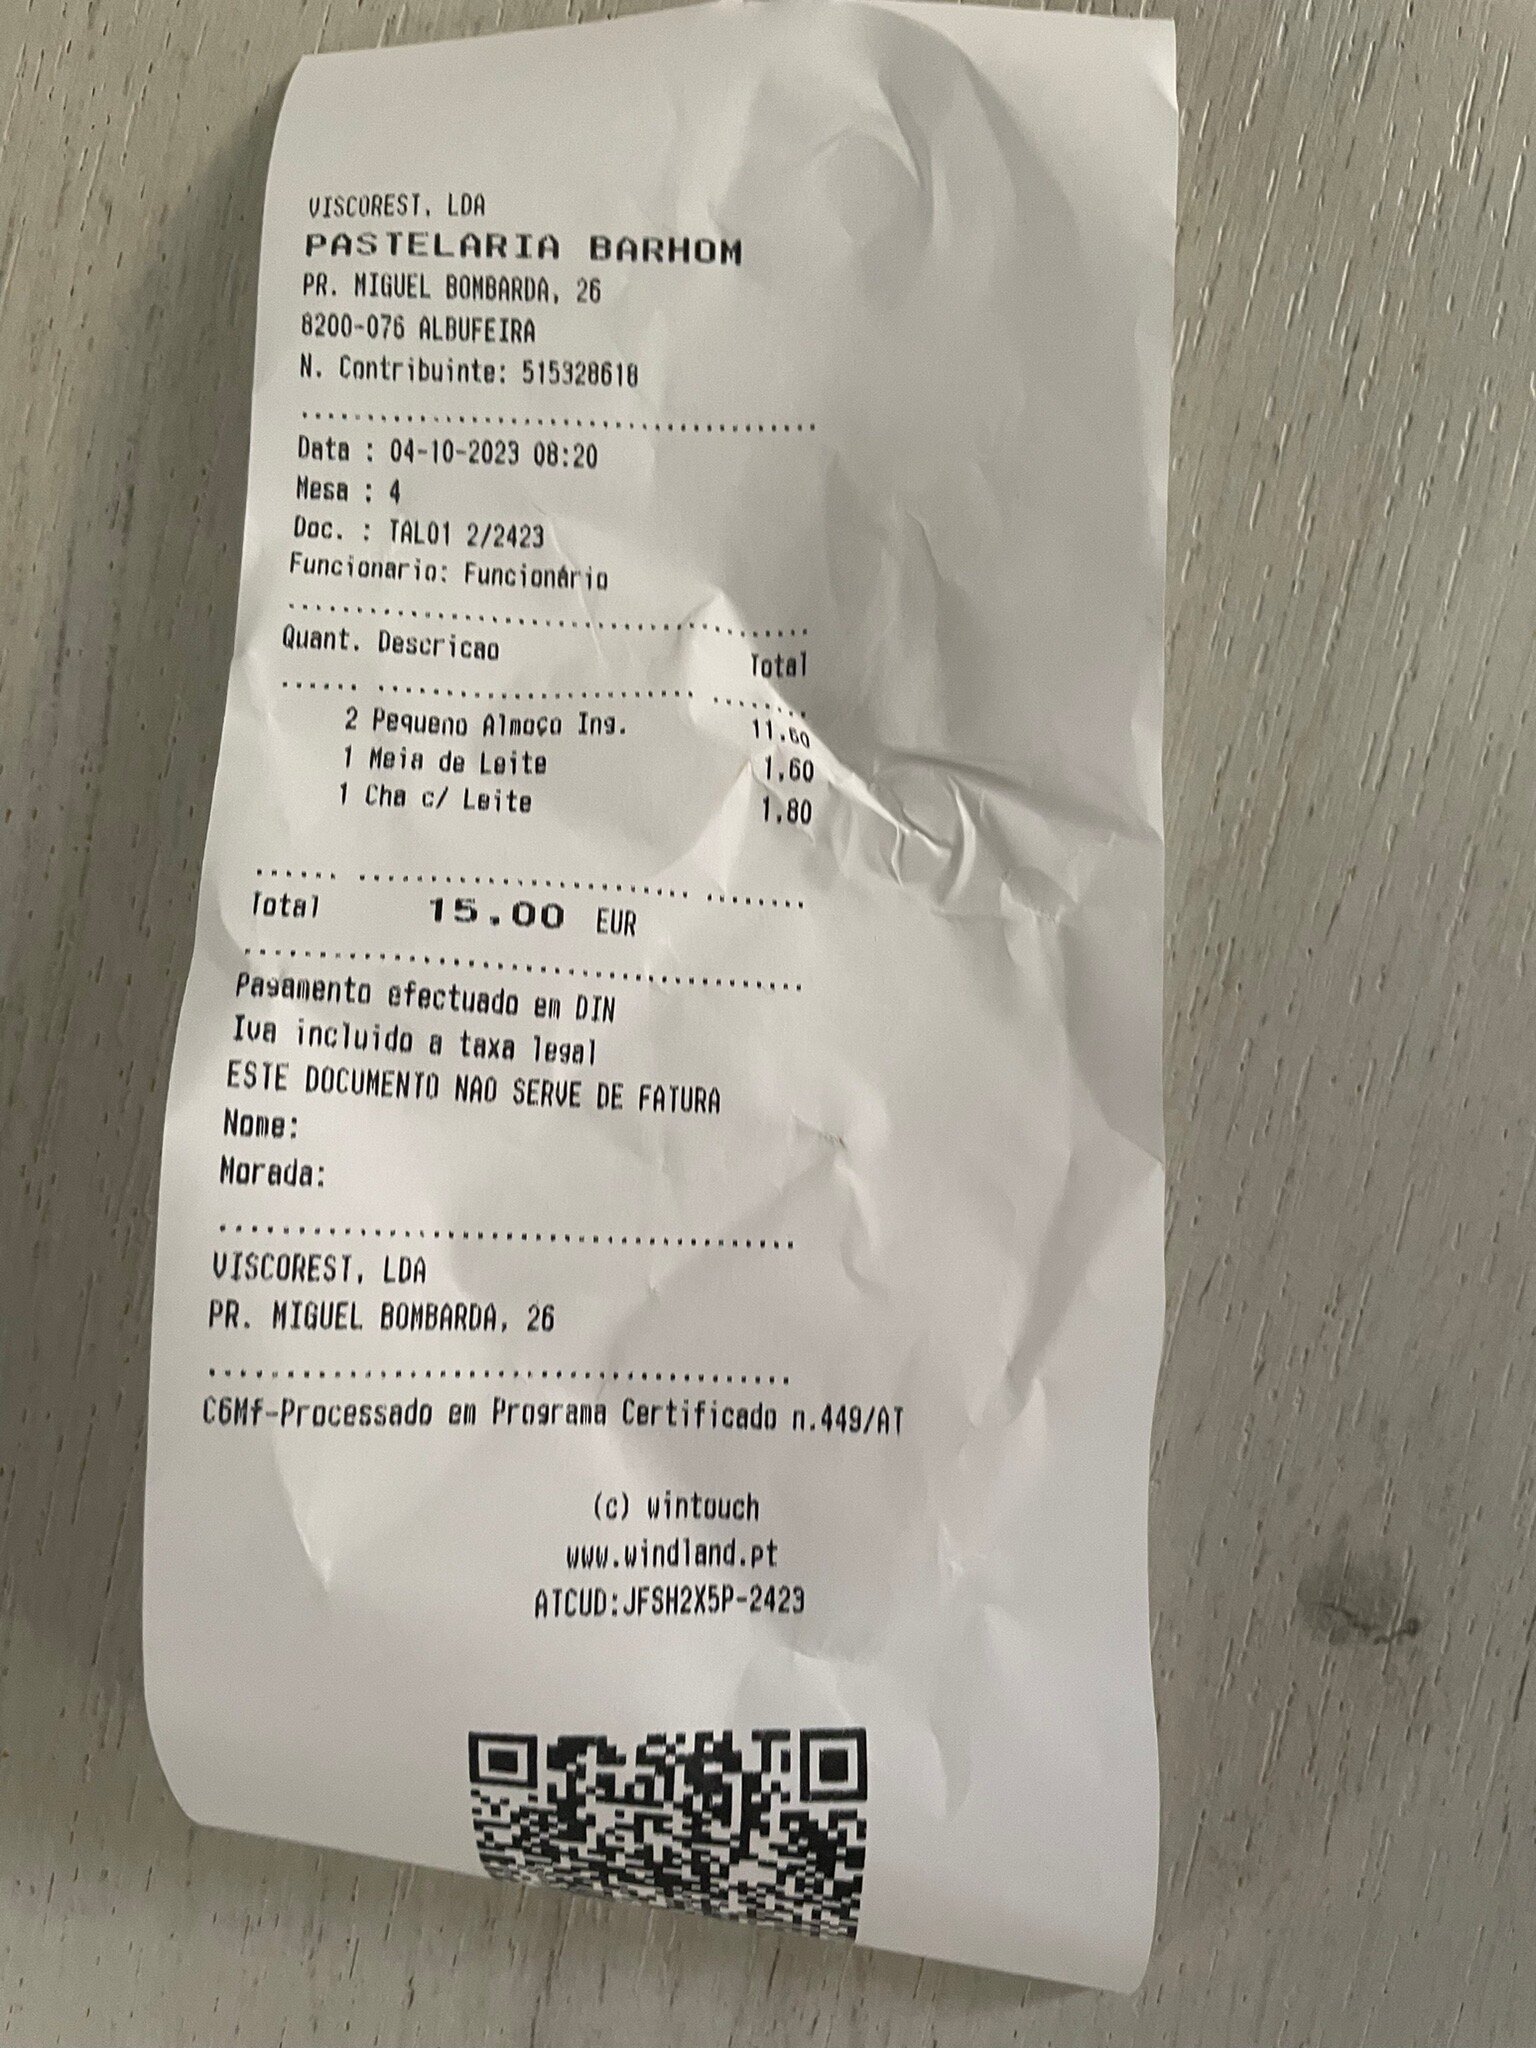 VISCOREST, LDA
PASTELARIA BARHOM
PR. MIGUEL BOMBARDA, 26
8200-076 ALBUFEIRA
N. Contribuinte: 515328618
Data : 04-10-2023 08:20
Mesa : 4
Doc. : TAL01 2/2423
Funcionario: Funcionário
Quant. Descricao Total
2 Pequeno Almoço Ing. 11.60
1 Meia de Leite 1.60
1 Cha c/ Leite 1.80
Total 15.00 EUR
Pagamento efectuado em DIN
Iva incluido a taxa legal
ESTE DOCUMENTO NAO SERVE DE FATURA
Nome:
Morada:
VISCOREST, LDA
PR. MIGUEL BOMBARDA, 26
C6Mf-Processado em Programa Certificado n.449/AT
(c) wintouch
www.windland.pt
ATCUD:JFSH2X5P-2423